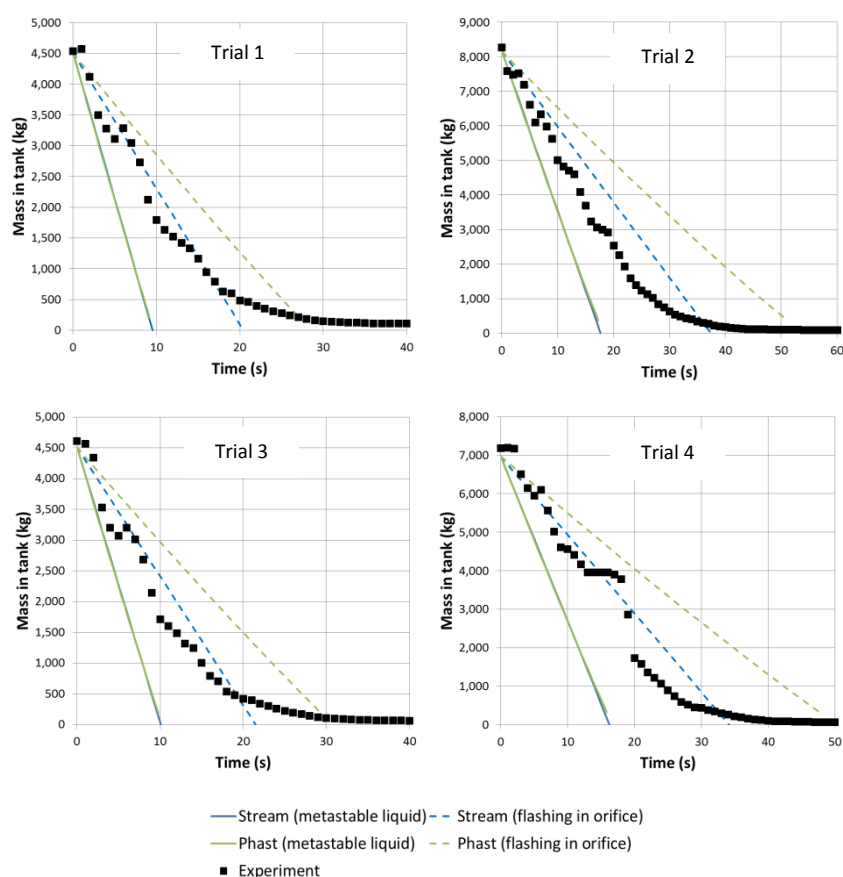 Trial 1
Mass in tank (kg)
5,000
4,500
4,000
3,500
3,000
2,500
2,000
1,500
1,000
500
0
0 10 20 30 40
Time (s)
Trial 2
Mass in tank (kg)
9,000
8,000
7,000
6,000
5,000
4,000
3,000
2,000
1,000
0
0 10 20 30 40 50 60
Time (s)
Trial 3
Mass in tank (kg)
5,000
4,500
4,000
3,500
3,000
2,500
2,000
1,500
1,000
500
0
0 10 20 30 40
Time (s)
Trial 4
Mass in tank (kg)
8,000
7,000
6,000
5,000
4,000
3,000
2,000
1,000
0
0 10 20 30 40 50
Time (s)
Stream (metastable liquid) Stream (flashing in orifice)
Phast (metastable liquid) Phast (flashing in orifice)
Experiment